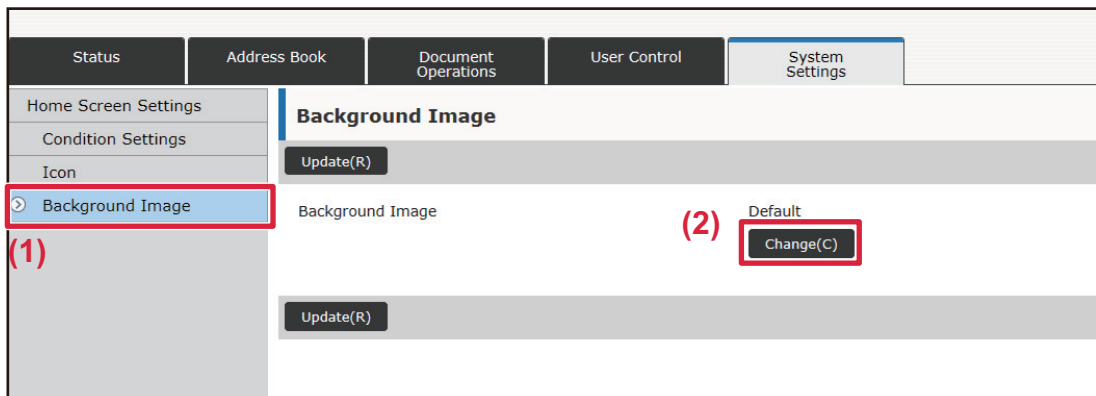 Status
Address Book
Document
Operations
User Control
System
Settings
Home Screen Settings
Condition Settings
Icon
Background Image
(1)
Background Image
Update(R)
Background Image
Default
(2)
Change(C)
Update(R)